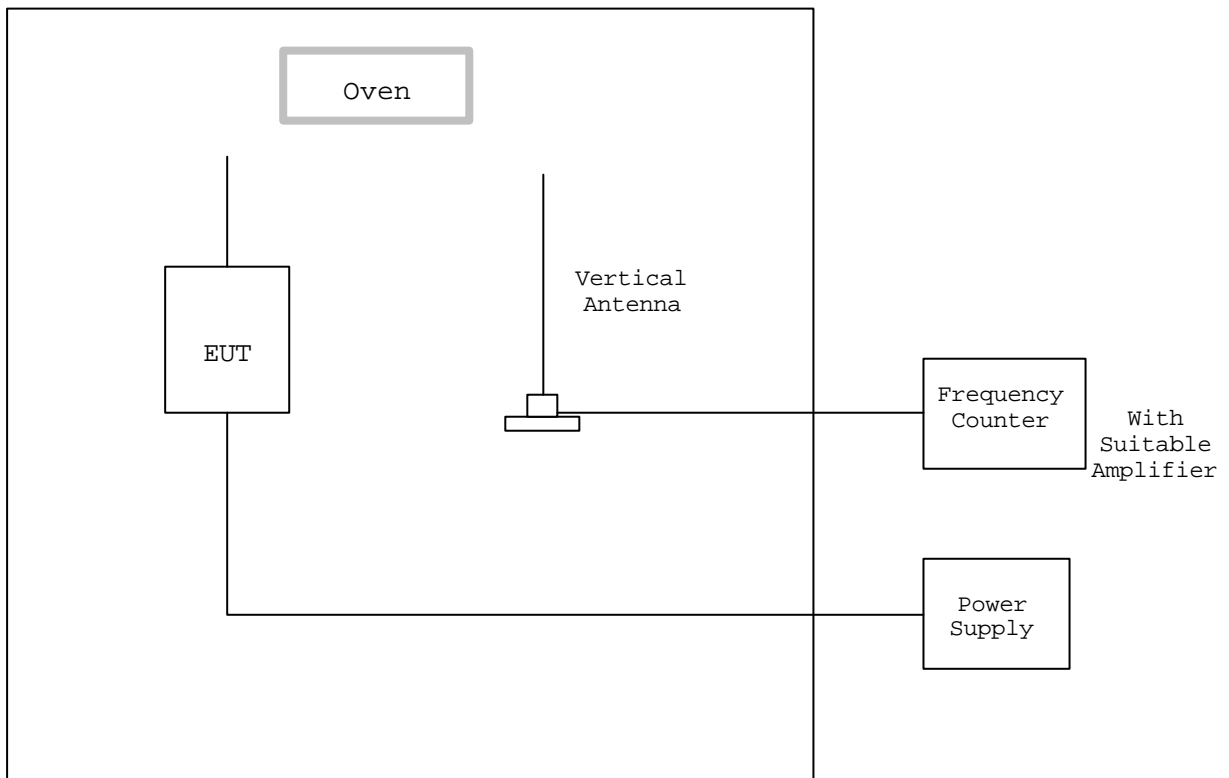 Oven
Vertical
Antenna
EUT
Frequency
Counter
With
Suitable
Amplifier
Power
Supply